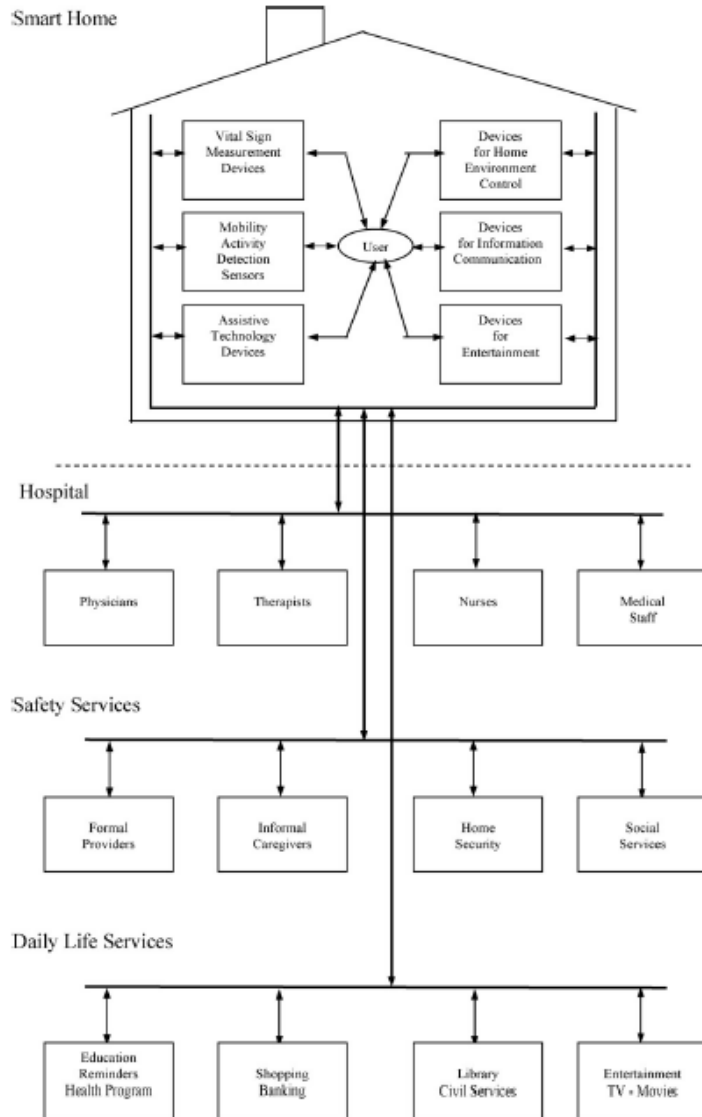 Smart Home
Vital Sign
Measurement
Devices
Devices
for Home
Environment
Control
Mobility
Activity
Detection
Sensors
User
Devices
for Information
Communication
Assistive
Technology
Devices
Devices
for
Entertainment
Hospital
Physicians
Therapists
Nurses
Medical
Staff
Safety Services
Formal
Providers
Informal
Caregivers
Home
Security
Social
Services
Daily Life Services
Education
Reminders
Health Program
Shopping
Banking
Library
Civil Services
Entertainment
TV • Movies